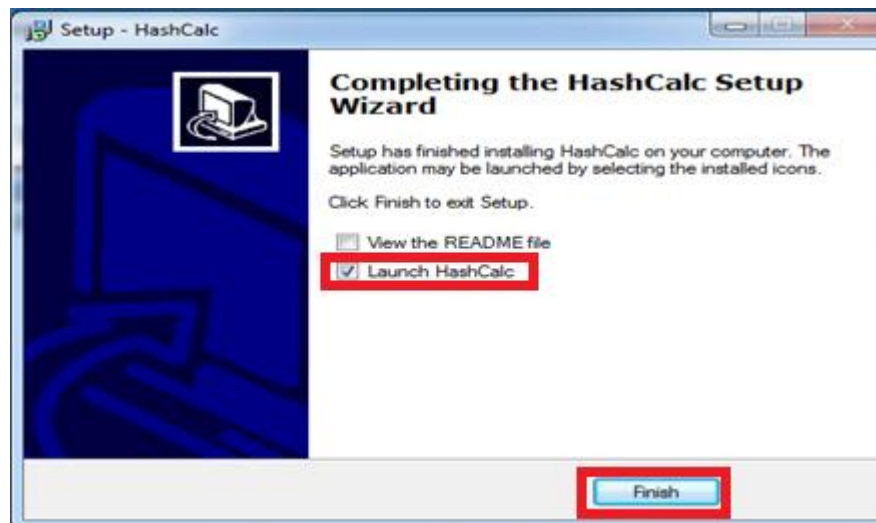 Setup - HashCalc
Completing the HashCalc Setup
Wizard
Setup has finished installing HashCalc on your computer. The
application may be launched by selecting the installed icons.
Click Finish to exit Setup.
View the README file
Launch HashCalc
Finish